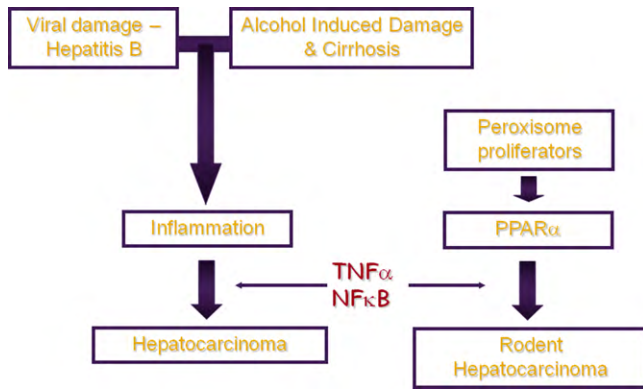 Viral damage –
Hepatitis B
Alcohol Induced Damage
& Cirrhosis
Peroxisome
proliferators
Inflammation
PPARα
TNFα
NFκB
Hepatocarcinoma
Rodent
Hepatocarcinoma